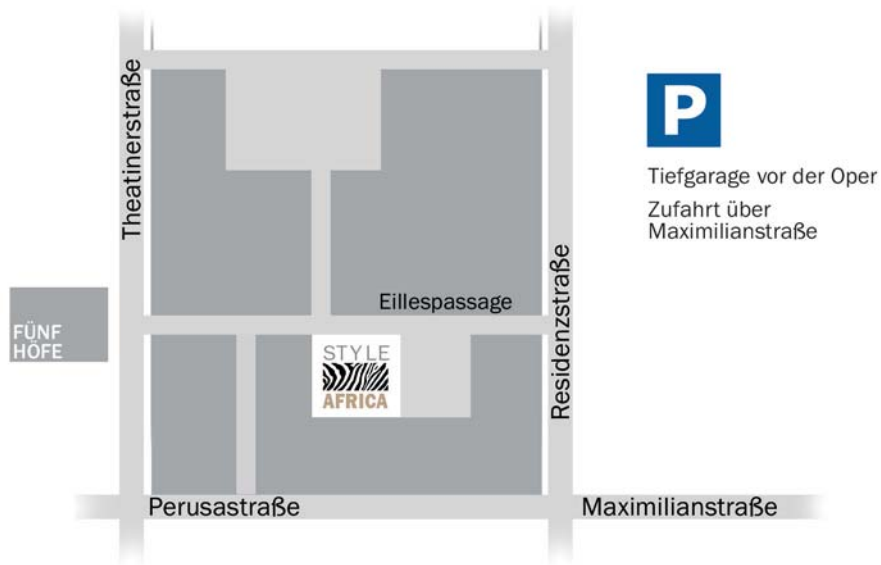 Theatinerstraße
P
Tiefgarage vor der Oper
Zufahrt über
Maximilianstraße
Residenzstraße
Eillespassage
FÜNF
HÖFE
STYLE
AFRICA
Perusastraße
Maximilianstraße